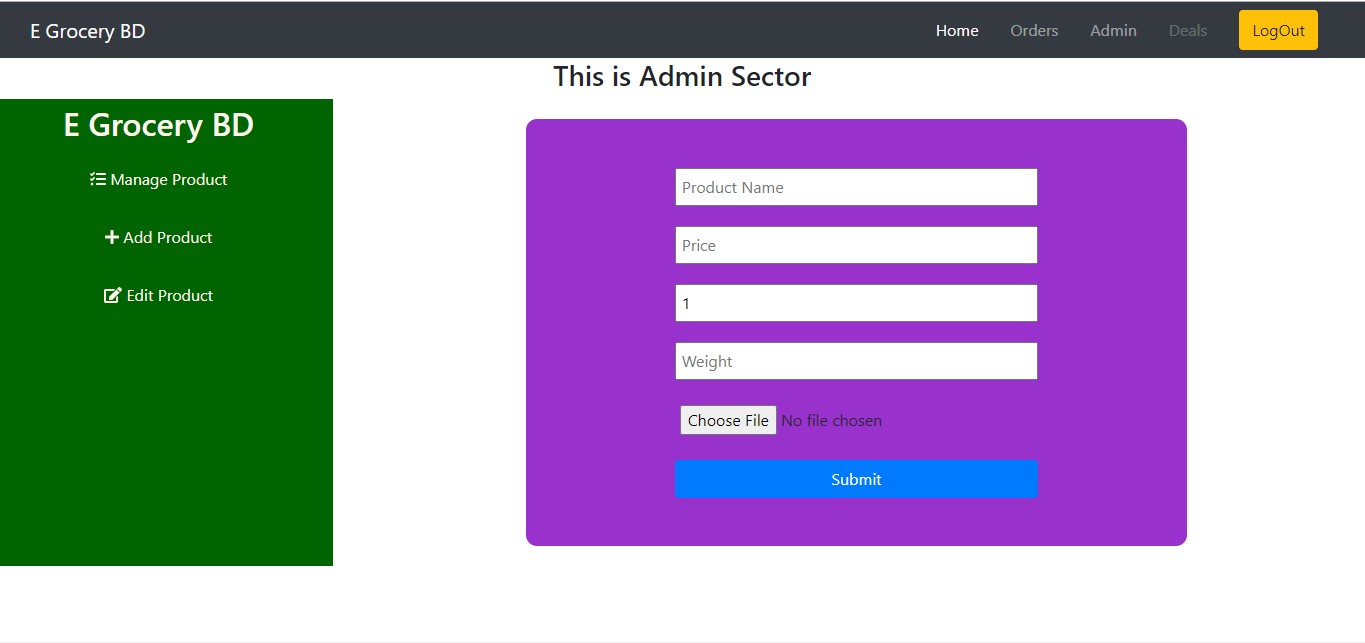 E Grocery BD Home Orders Admin Deals LogOut
This is Admin Sector
E Grocery BD
Manage Product
Add Product
Edit Product
Product Name
Price
1
Weight
Choose File No file chosen
Submit